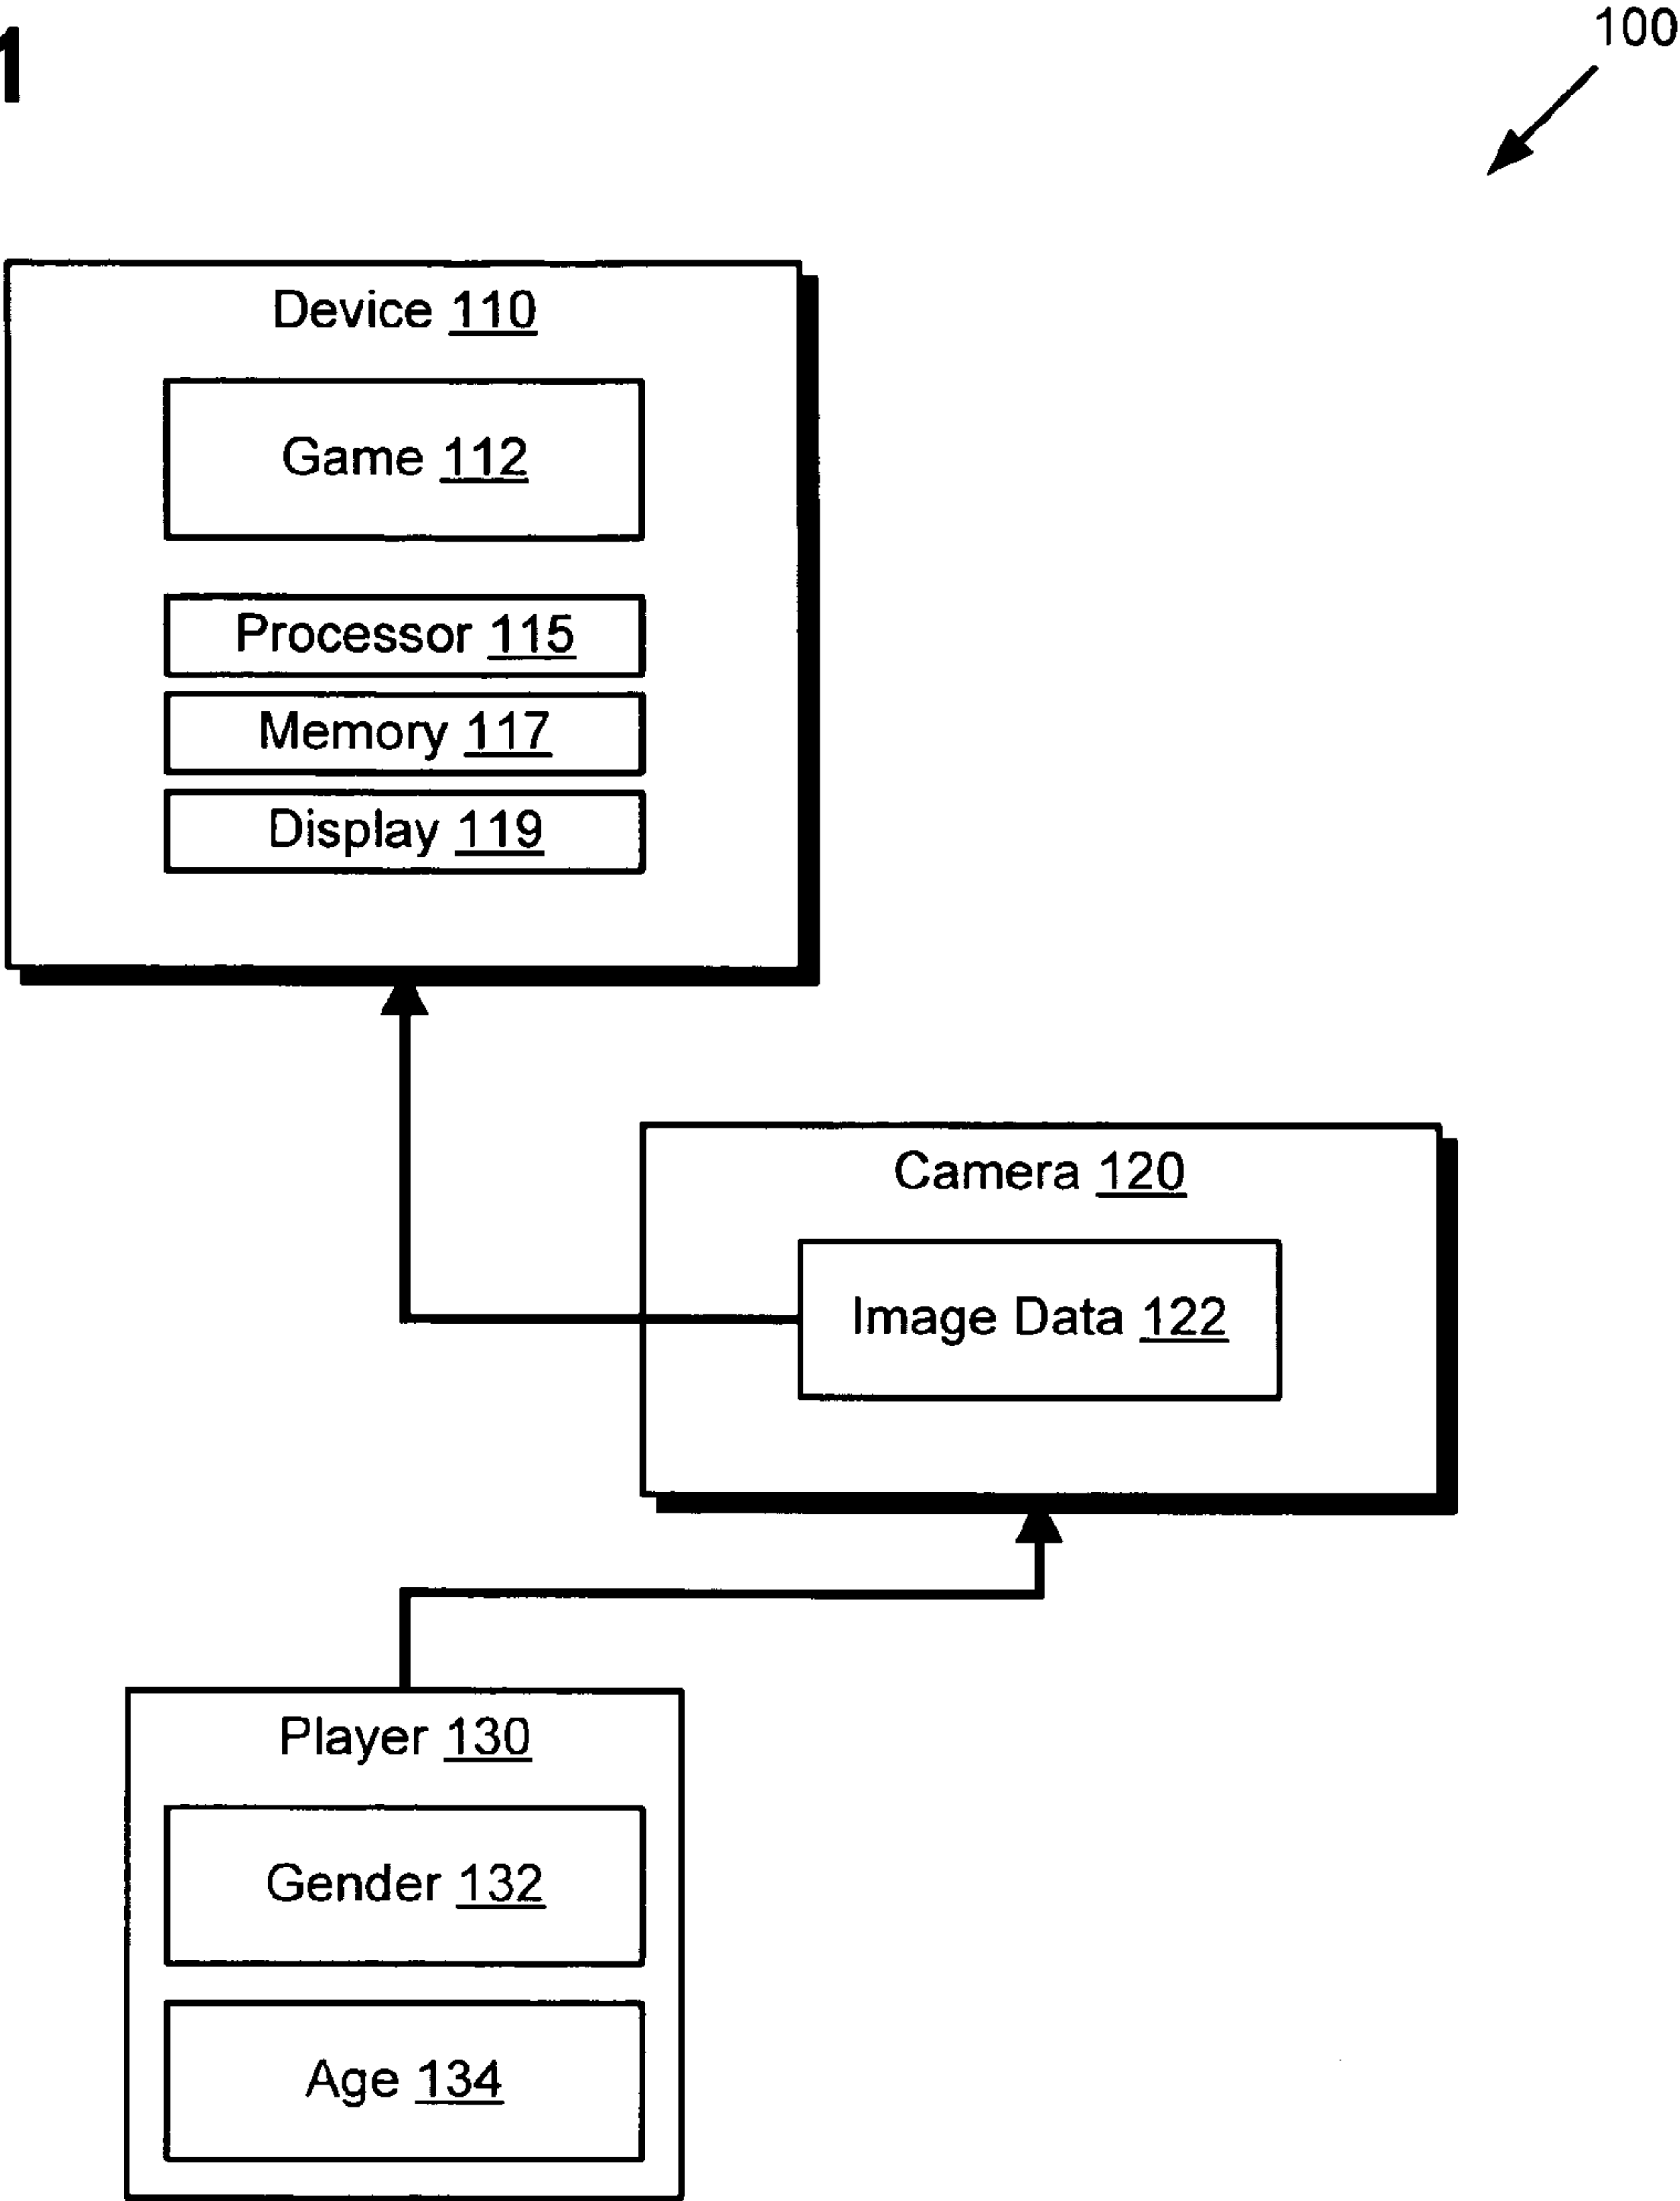 1
100
Device 110
Game 112
Processor 115
Memory 117
Display 119
Camera 120
Image Data 122
Player 130
Gender 132
Age 134